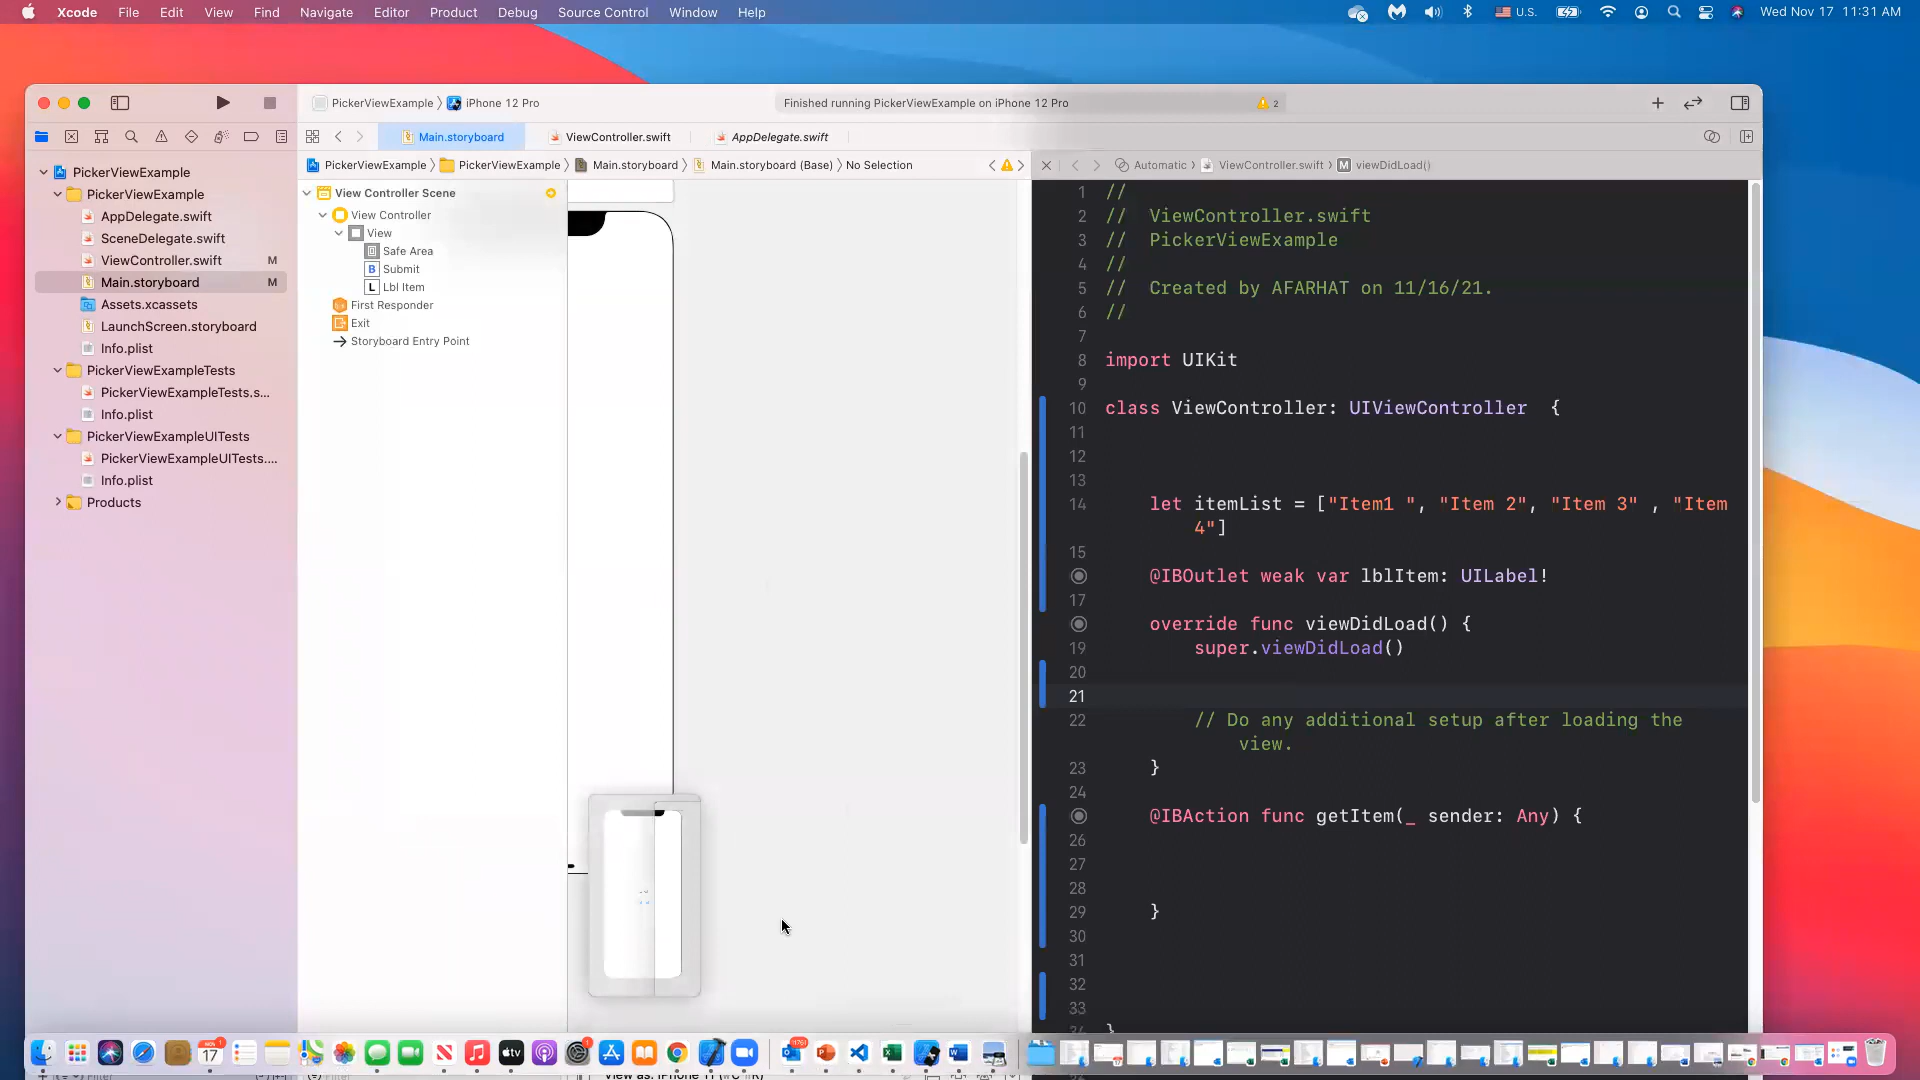 Xcode File Edit View Find Navigate Editor Product Debug Source Control Window Help U.S. Wed Nov 17 11:31 AM
PickerViewExample iPhone 12 Pro Finished running PickerViewExample on iPhone 12 Pro 2
Main.storyboard ViewController.swift AppDelegate.swift
PickerViewExample PickerViewExample Main.storyboard Main.storyboard (Base) No Selection Automatic ViewController.swift M viewDidLoad()
PickerViewExample
PickerViewExample
AppDelegate.swift
SceneDelegate.swift
ViewController.swift M
Main.storyboard M
Assets.xcassets
LaunchScreen.storyboard
Info.plist
PickerViewExampleTests
PickerViewExampleTests.s...
Info.plist
PickerViewExampleUITests
PickerViewExampleUITests....
Info.plist
Products
View Controller Scene
View Controller
View
Safe Area
B Submit
L Lbl Item
First Responder
Exit
Storyboard Entry Point
1 //
2 // ViewController.swift
3 // PickerViewExample
4 //
5 // Created by AFARHAT on 11/16/21.
6 //
7
8 import UIKit
9
10 class ViewController: UIViewController {
11
12
13
14 let itemList = ["Item1 ", "Item 2", "Item 3" , "Item
4"]
15
@IBOutlet weak var lblItem: UILabel!
17
override func viewDidLoad() {
19 super.viewDidLoad()
20
21
22 // Do any additional setup after loading the
view.
23 }
24
@IBAction func getItem(_ sender: Any) {
26
27
28
29 }
30
31
32
33
34 }
NOV
17
tv